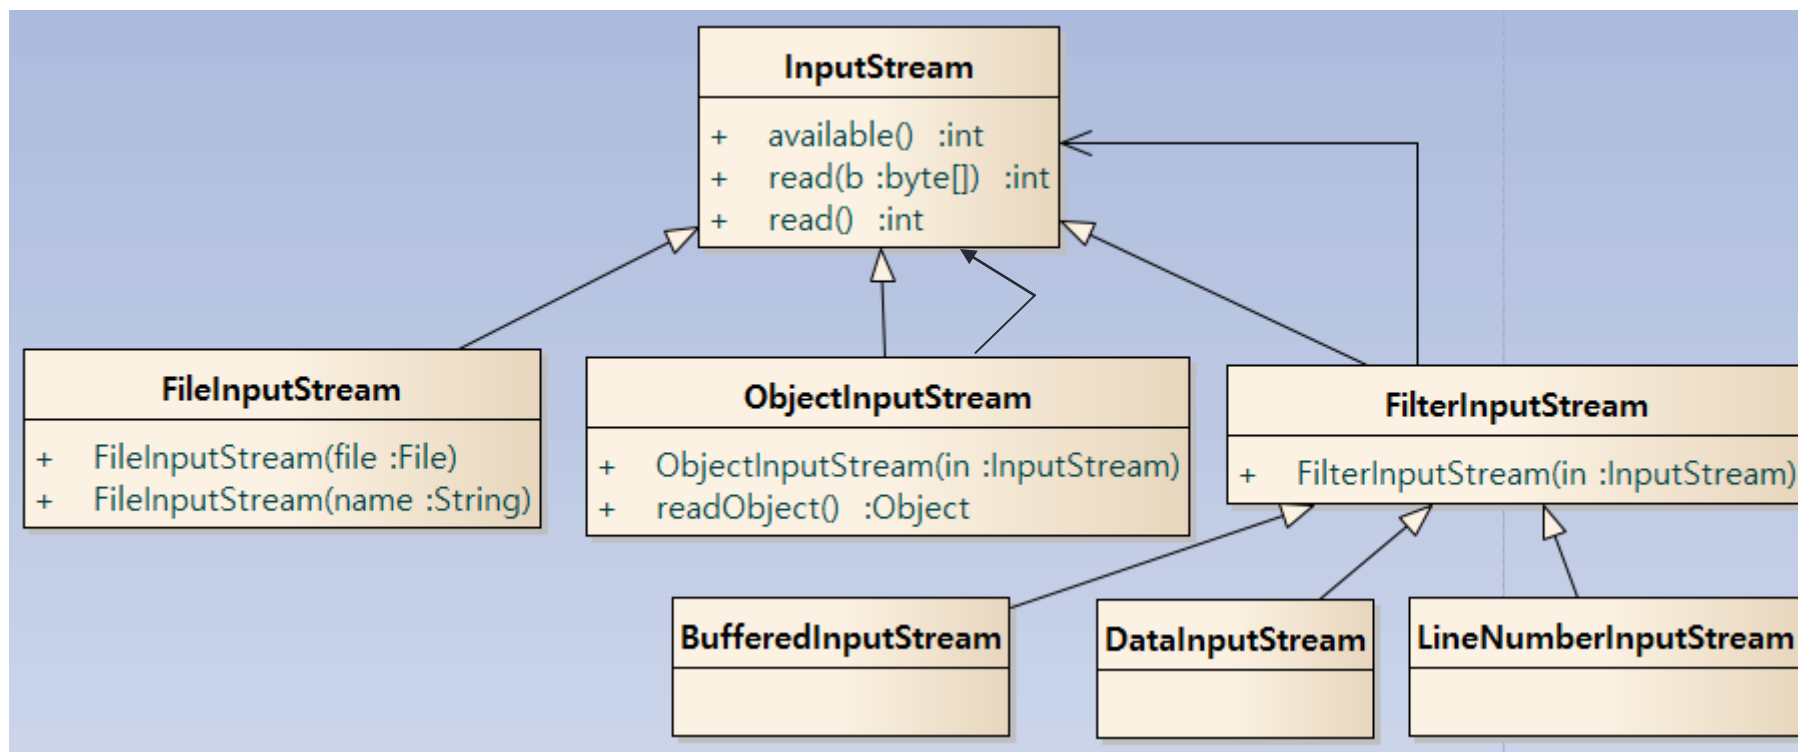 InputStream
+ available() :int
+ read(b :byte[]) :int
+ read() :int
FileInputStream
+ FileInputStream(file :File)
+ FileInputStream(name :String)
ObjectInputStream
+ ObjectInputStream(in :InputStream)
+ readObject() :Object
FilterInputStream
+ FilterInputStream(in :InputStream)
BufferedInputStream
DataInputStream
LineNumberInputStream